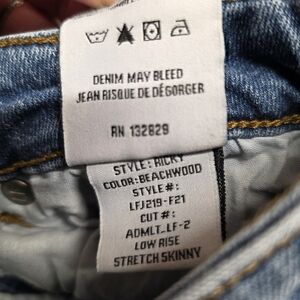 DENIM MAY BLEED
JEAN RISQUE DE DÉGORGER
RN 132829
STYLE: RICKY
COLOR: BEACHWOOD
STYLE #:
LFJ219-F21
CUT #:
ADMLT_LF-2
LOW RISE
STRETCH SKINNY